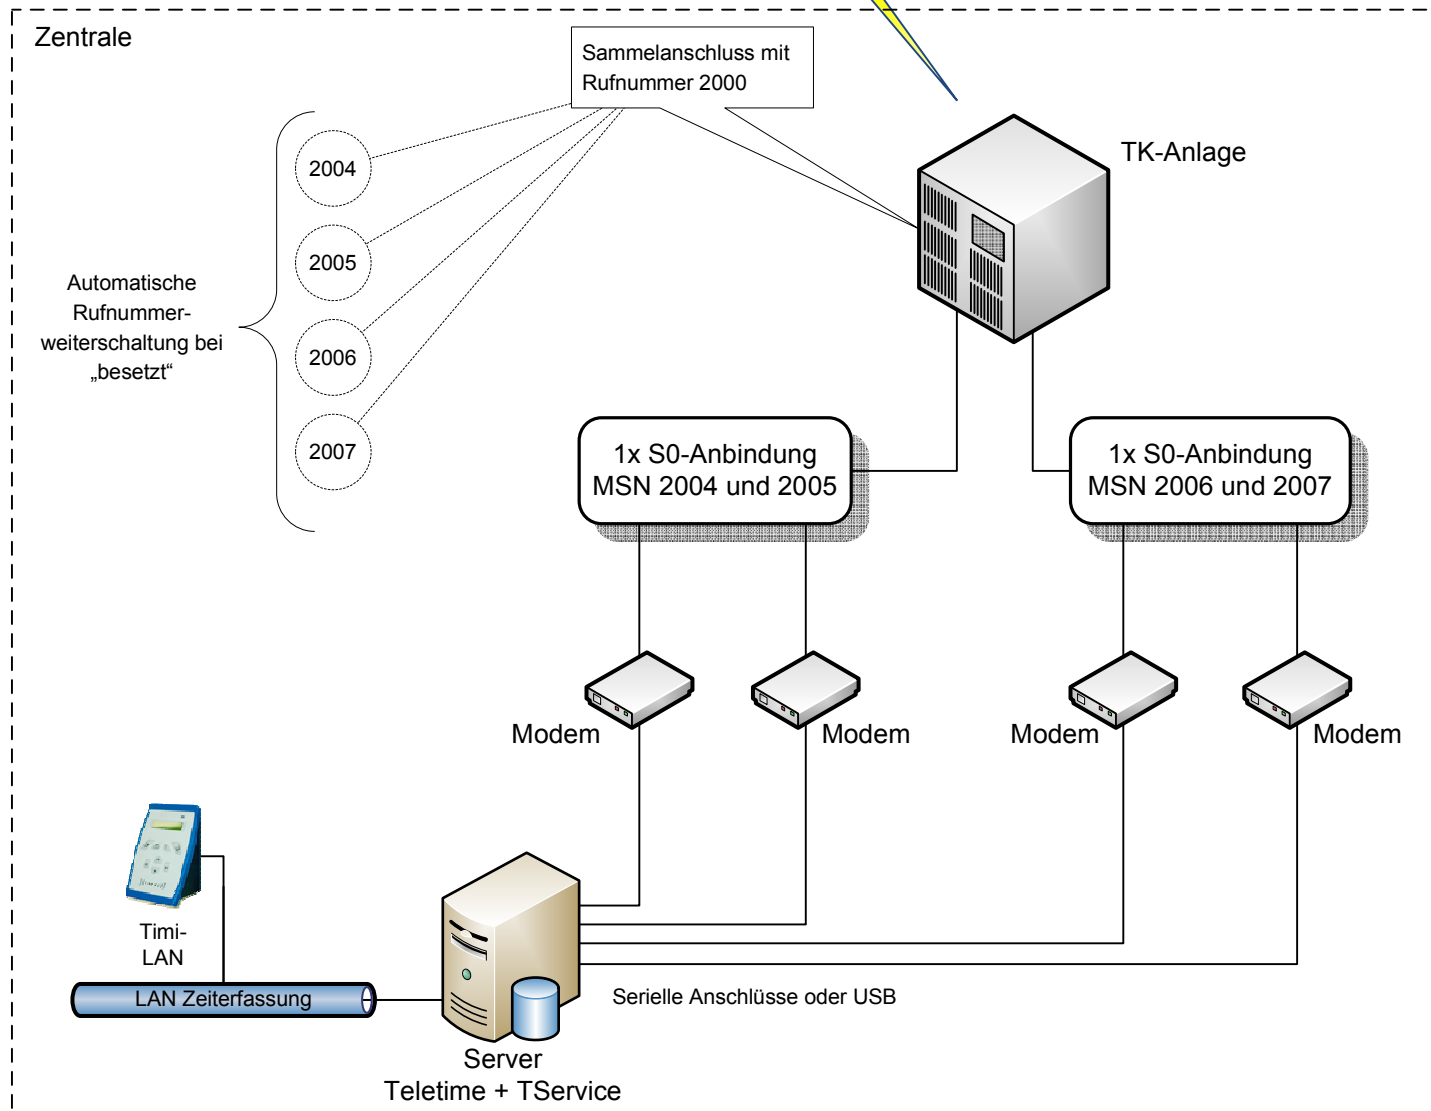 Zentrale
Sammelanschluss mit
Rufnummer 2000
TK-Anlage
2004
2005
2006
2007
Automatische
Rufnummer-
weiterschaltung bei
„besetzt“
1x S0-Anbindung
MSN 2004 und 2005
1x S0-Anbindung
MSN 2006 und 2007
Modem
Modem
Modem
Modem
Timi-
LAN
LAN Zeiterfassung
Serielle Anschlüsse oder USB
Server
Teletime + TService